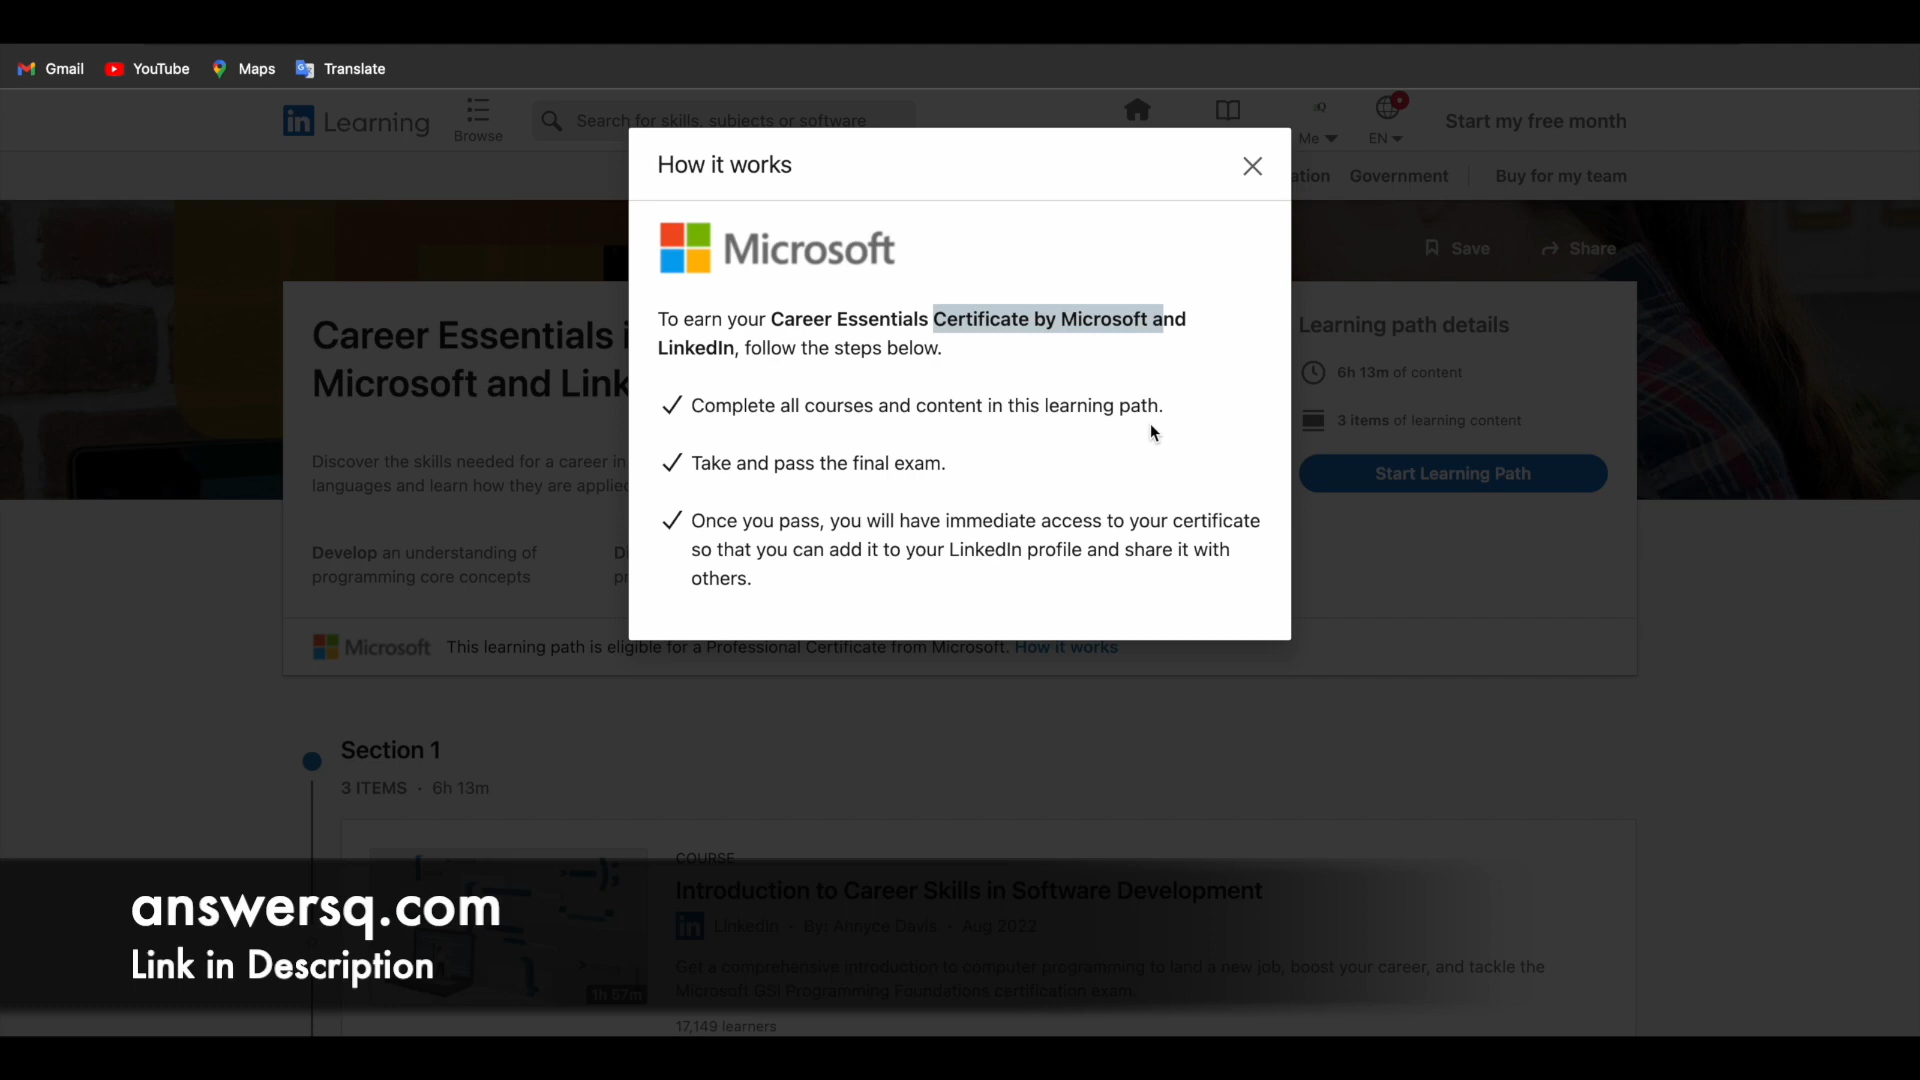 Gmail YouTube Maps Translate
in Learning
Browse
Search for skills, subjects or software
Me
EN
Start my free month
ation Government Buy for my team
Save Share
How it works
Microsoft
To earn your Career Essentials Certificate by Microsoft and
LinkedIn, follow the steps below.
Complete all courses and content in this learning path.
Take and pass the final exam.
Once you pass, you will have immediate access to your certificate
so that you can add it to your LinkedIn profile and share it with
others.
Career Essentials i
Microsoft and Link
Discover the skills needed for a career in
languages and learn how they are applie
Develop an understanding of
programming core concepts
Learning path details
6h 13m of content
3 items of learning content
Start Learning Path
Microsoft This learning path is eligible for a Professional Certificate from Microsoft. How it works
Section 1
3 ITEMS · 6h 13m
COURSE
Introduction to Career Skills in Software Development
in LinkedIn · By: Annyce Davis · Aug 2022
Get a comprehensive introduction to computer programming to land a new job, boost your career, and tackle the
Microsoft GSI Programming Foundations certification exam.
1h 57m
17,149 learners
answersq.com
Link in Description